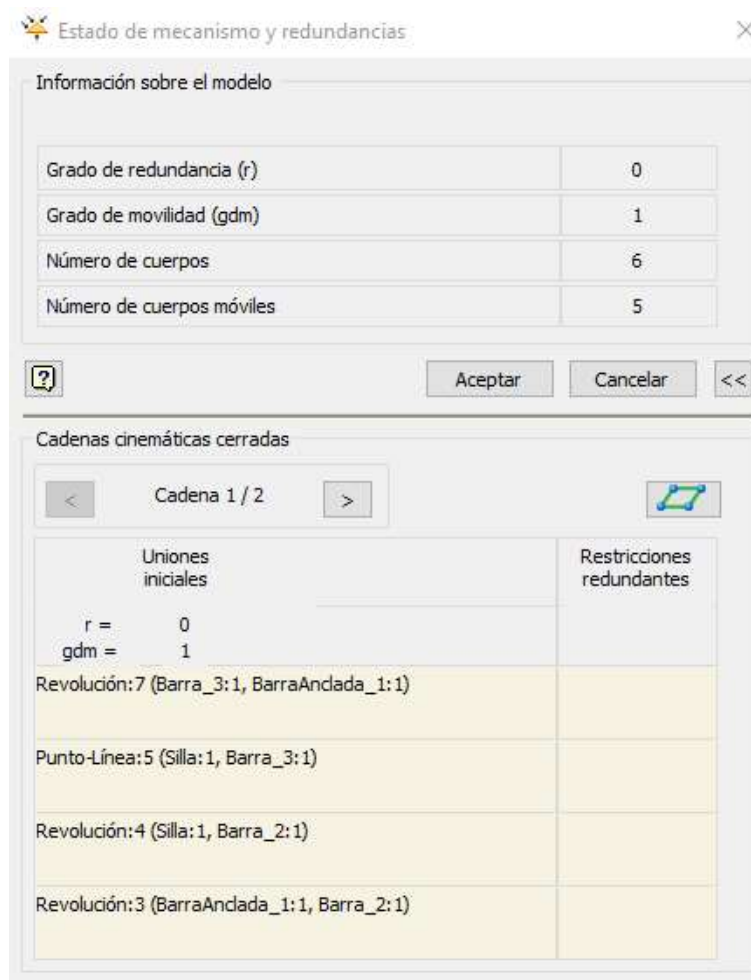 Estado de mecanismo y redundancias
Información sobre el modelo
Grado de redundancia (r) 0
Grado de movilidad (gdm) 1
Número de cuerpos 6
Número de cuerpos móviles 5
? Aceptar Cancelar <<
Cadenas cinemáticas cerradas
< Cadena 1 / 2 >
Uniones Restricciones
iniciales redundantes
r = 0
gdm = 1
Revolución:7 (Barra_3:1, BarraAnclada_1:1)
Punto-Línea:5 (Silla:1, Barra_3:1)
Revolución:4 (Silla:1, Barra_2:1)
Revolución:3 (BarraAnclada_1:1, Barra_2:1)